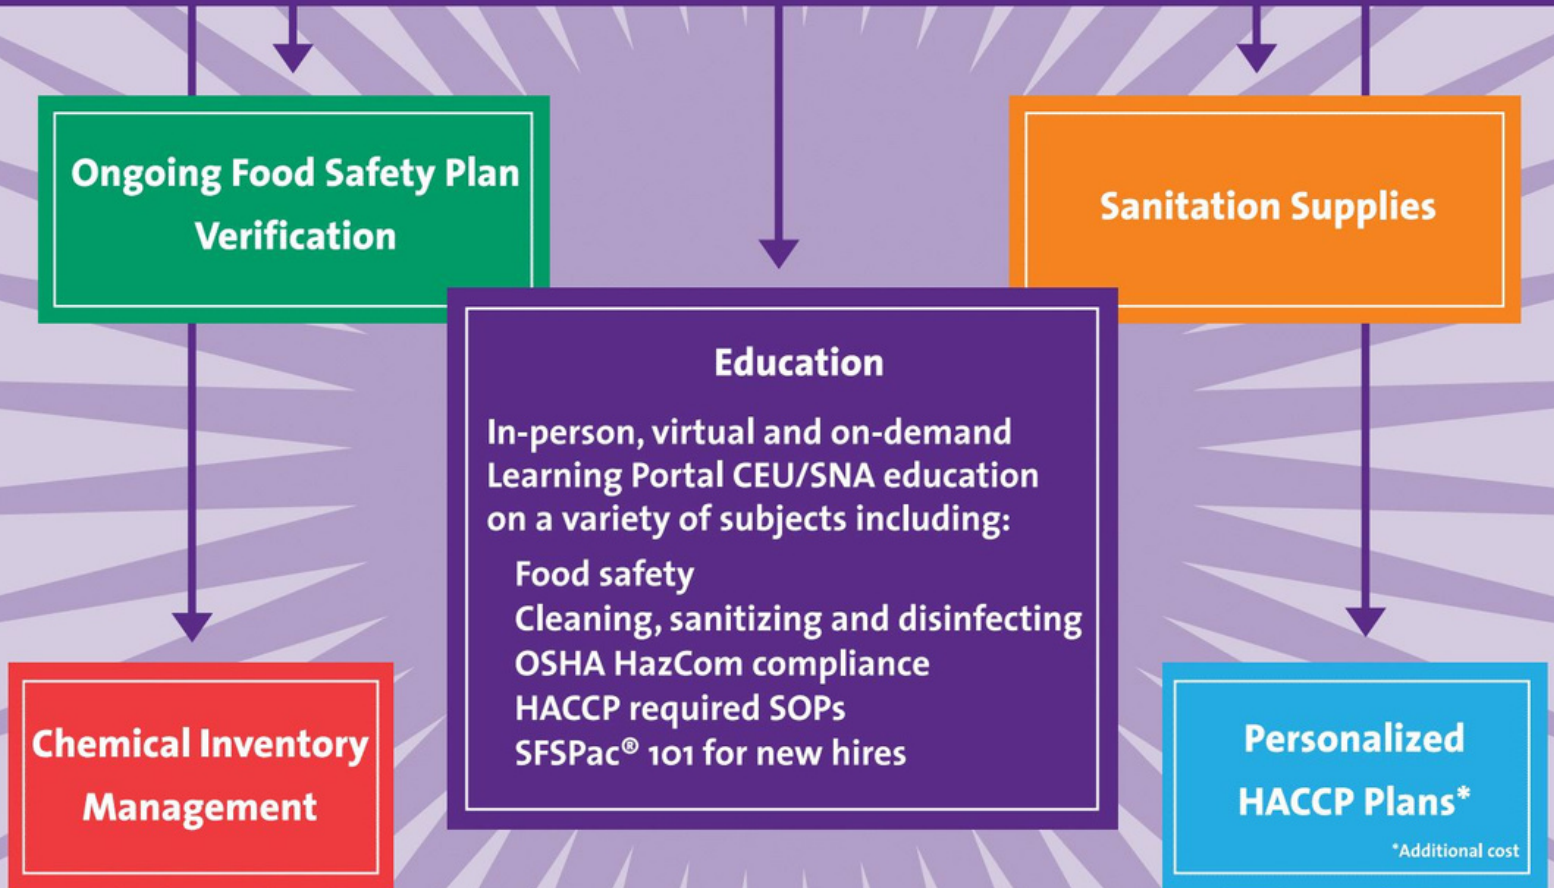 Ongoing Food Safety Plan
Verification
Sanitation Supplies
Education
In-person, virtual and on-demand
Learning Portal CEU/SNA education
on a variety of subjects including:
Food safety
Cleaning, sanitizing and disinfecting
OSHA HazCom compliance
HACCP required SOPs
SFSPac® 101 for new hires
Chemical Inventory
Management
Personalized
HACCP Plans*
*Additional cost